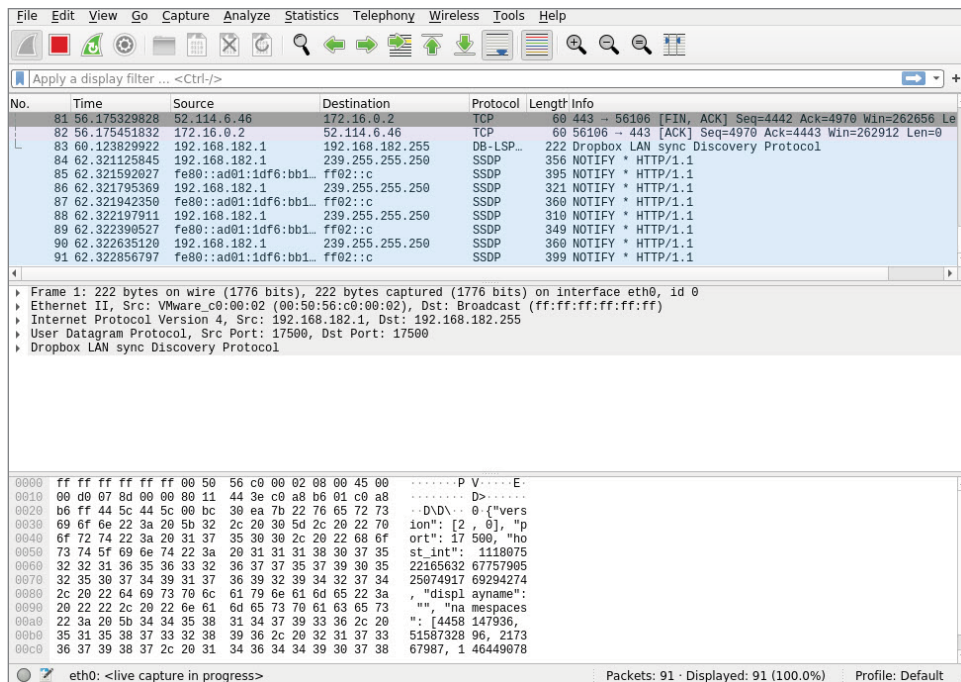 File Edit View Go Capture Analyze Statistics Telephony Wireless Tools Help
Apply a display filter ... <Ctrl-/>
No. Time Source Destination Protocol Length Info
81 56.175329828 52.114.6.46 172.16.0.2 TCP 60 443 → 56106 [FIN, ACK] Seq=4442 Ack=4970 Win=262656 Le
82 56.175451832 172.16.0.2 52.114.6.46 TCP 60 56106 → 443 [ACK] Seq=4970 Ack=4443 Win=262912 Len=0
83 60.123829922 192.168.182.1 192.168.182.255 DB-LSP… 222 Dropbox LAN sync Discovery Protocol
84 62.321125845 192.168.182.1 239.255.255.250 SSDP 356 NOTIFY * HTTP/1.1
85 62.321592027 fe80::ad01:1df6:bb1… ff02::c SSDP 395 NOTIFY * HTTP/1.1
86 62.321795369 192.168.182.1 239.255.255.250 SSDP 321 NOTIFY * HTTP/1.1
87 62.321942350 fe80::ad01:1df6:bb1… ff02::c SSDP 360 NOTIFY * HTTP/1.1
88 62.322197911 192.168.182.1 239.255.255.250 SSDP 310 NOTIFY * HTTP/1.1
89 62.322390527 fe80::ad01:1df6:bb1… ff02::c SSDP 349 NOTIFY * HTTP/1.1
90 62.322635120 192.168.182.1 239.255.255.250 SSDP 360 NOTIFY * HTTP/1.1
91 62.322856797 fe80::ad01:1df6:bb1… ff02::c SSDP 399 NOTIFY * HTTP/1.1
Frame 1: 222 bytes on wire (1776 bits), 222 bytes captured (1776 bits) on interface eth0, id 0
Ethernet II, Src: VMware_c0:00:02 (00:50:56:c0:00:02), Dst: Broadcast (ff:ff:ff:ff:ff:ff)
Internet Protocol Version 4, Src: 192.168.182.1, Dst: 192.168.182.255
User Datagram Protocol, Src Port: 17500, Dst Port: 17500
Dropbox LAN sync Discovery Protocol
0000 ff ff ff ff ff ff 00 50 56 c0 00 02 08 00 45 00 ·······P V·····E·
0010 00 d0 07 8d 00 00 80 11 44 3e c0 a8 b6 01 c0 a8 ········ D>······
0020 b6 ff 44 5c 44 5c 00 bc 30 ea 7b 22 76 65 72 73 ··D\D\·· 0·{"vers
0030 69 6f 6e 22 3a 20 5b 32 2c 20 30 5d 2c 20 22 70 ion": [2 , 0], "p
0040 6f 72 74 22 3a 20 31 37 35 30 30 2c 20 22 68 6f ort": 17 500, "ho
0050 73 74 5f 69 6e 74 22 3a 20 31 31 31 38 30 37 35 st_int": 1118075
0060 32 32 31 36 35 36 33 32 36 37 37 35 37 39 30 35 22165632 67757905
0070 32 35 30 37 34 39 31 37 36 39 32 39 34 32 37 34 25074917 69294274
0080 2c 20 22 64 69 73 70 6c 61 79 6e 61 6d 65 22 3a , "displ ayname":
0090 20 22 22 2c 20 22 6e 61 6d 65 73 70 61 63 65 73 "", "na mespaces
00a0 22 3a 20 5b 34 34 35 38 31 34 37 39 33 36 2c 20 ": [4458 147936,
00b0 35 31 35 38 37 33 32 38 39 36 2c 20 32 31 37 33 51587328 96, 2173
00c0 36 37 39 38 37 2c 20 31 34 36 34 34 39 30 37 38 67987, 1 46449078
eth0: <live capture in progress> Packets: 91 · Displayed: 91 (100.0%) Profile: Default